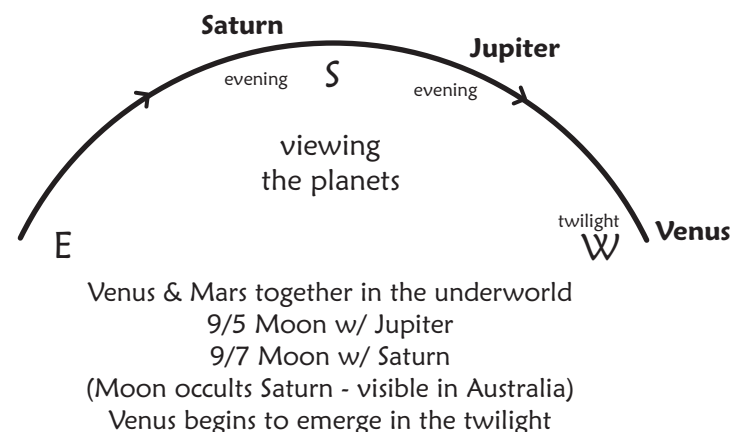 Saturn
Jupiter
evening
S
evening
viewing
the planets
twilight
E
W
Venus
Venus & Mars together in the underworld
9/5 Moon w/ Jupiter
9/7 Moon w/ Saturn
(Moon occults Saturn - visible in Australia)
Venus begins to emerge in the twilight